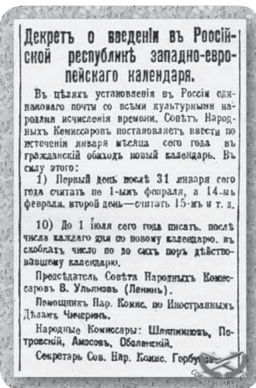 Декретъ о введеніи въ Россій-
ской республикѣ западно-евро-
пейскаго календаря.
Въ цѣляхъ установленія въ Россіи оди-
наковаго почти со всѣми культурными на-
родами исчисленія времени, Совѣтъ Народ-
ныхъ Комиссаровъ постановляетъ ввести по
истеченіи января мѣсяца сего года въ
гражданскій обиходъ новый календарь. Въ
силу этого:
1) Первый день послѣ 31 января сего
года считать не 1-ымъ февраля, а 14-мъ
февраля, второй день—считать 15-мъ и т. д.
10) До 1 іюля сего года писать, послѣ
числа каждаго дня по новому календарю, въ
скобкахъ число по до сихъ поръ дѣйство-
вавшему календарю.
Предсѣдатель Совѣта Народныхъ Комис-
саровъ В. Ульяновъ (Ленинъ).
Помощникъ Нар. Комис. по Иностраннымъ
Дѣламъ Чичеринъ.
Народные Комиссары: Шляпниковъ, Пе-
тровскій, Амосовъ, Оболенскій.
Секретарь Сов. Нар. Комис. Горбуновъ.